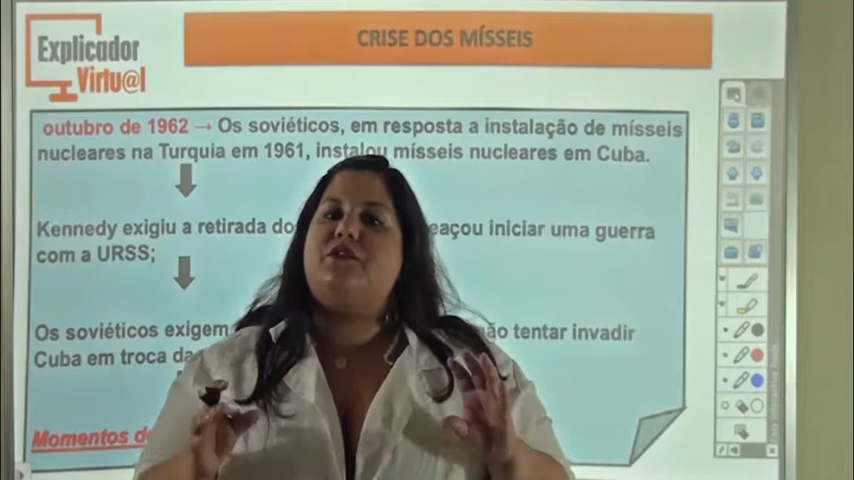 Explicador
Virtu@l
CRISE DOS MÍSSEIS
outubro de 1962 → Os soviéticos, em resposta a instalação de mísseis
nucleares na Turquia em 1961, instalou mísseis nucleares em Cuba.
Kennedy exigiu a retirada do eaçou iniciar uma guerra
com a URSS;
Os soviéticos exigem não tentar invadir
Cuba em troca da
Momentos de